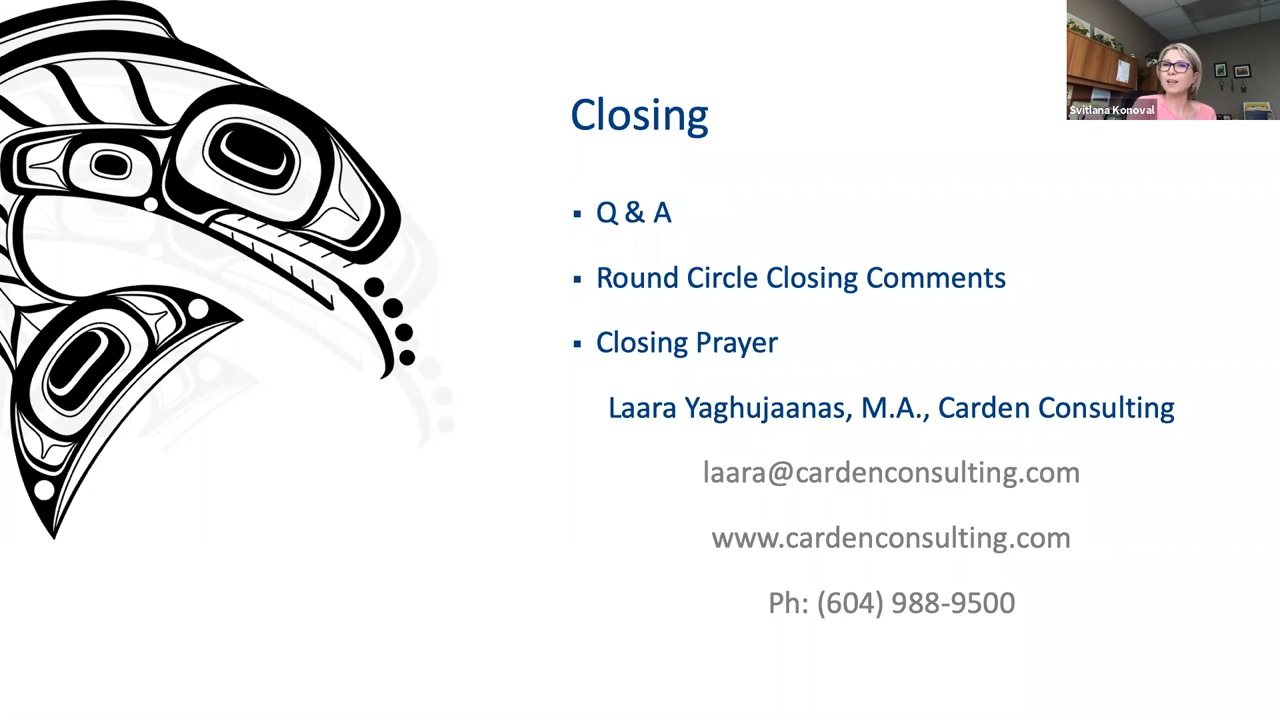 Closing
Svitlana Konoval
▪ Q & A
▪ Round Circle Closing Comments
▪ Closing Prayer
Laara Yaghujaanas, M.A., Carden Consulting
laara@cardenconsulting.com
www.cardenconsulting.com
Ph: (604) 988-9500